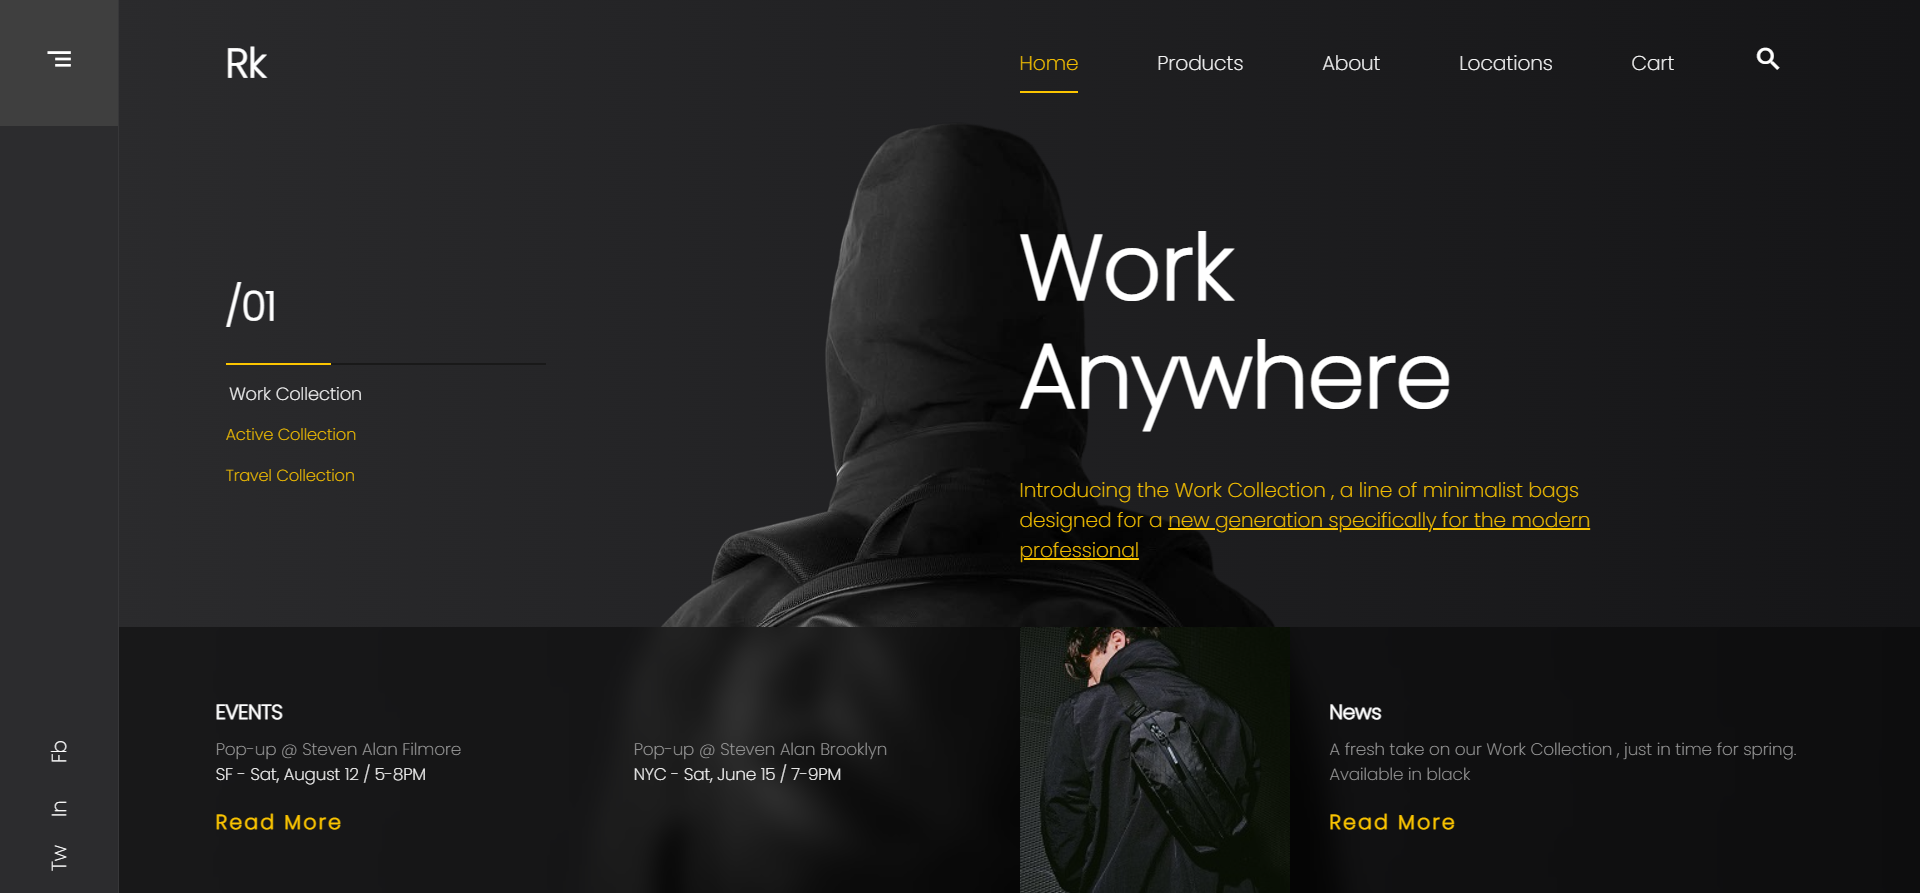 Rk
Home Products About Locations Cart
Work
Anywhere
/01
Work Collection
Active Collection
Travel Collection
Introducing the Work Collection , a line of minimalist bags
designed for a new generation specifically for the modern
professional
EVENTS
Pop-up @ Steven Alan Filmore
SF - Sat, August 12 / 5-8PM
Read More
Pop-up @ Steven Alan Brooklyn
NYC - Sat, June 15 / 7-9PM
News
A fresh take on our Work Collection , just in time for spring.
Available in black
Read More
Fb
In
Tw